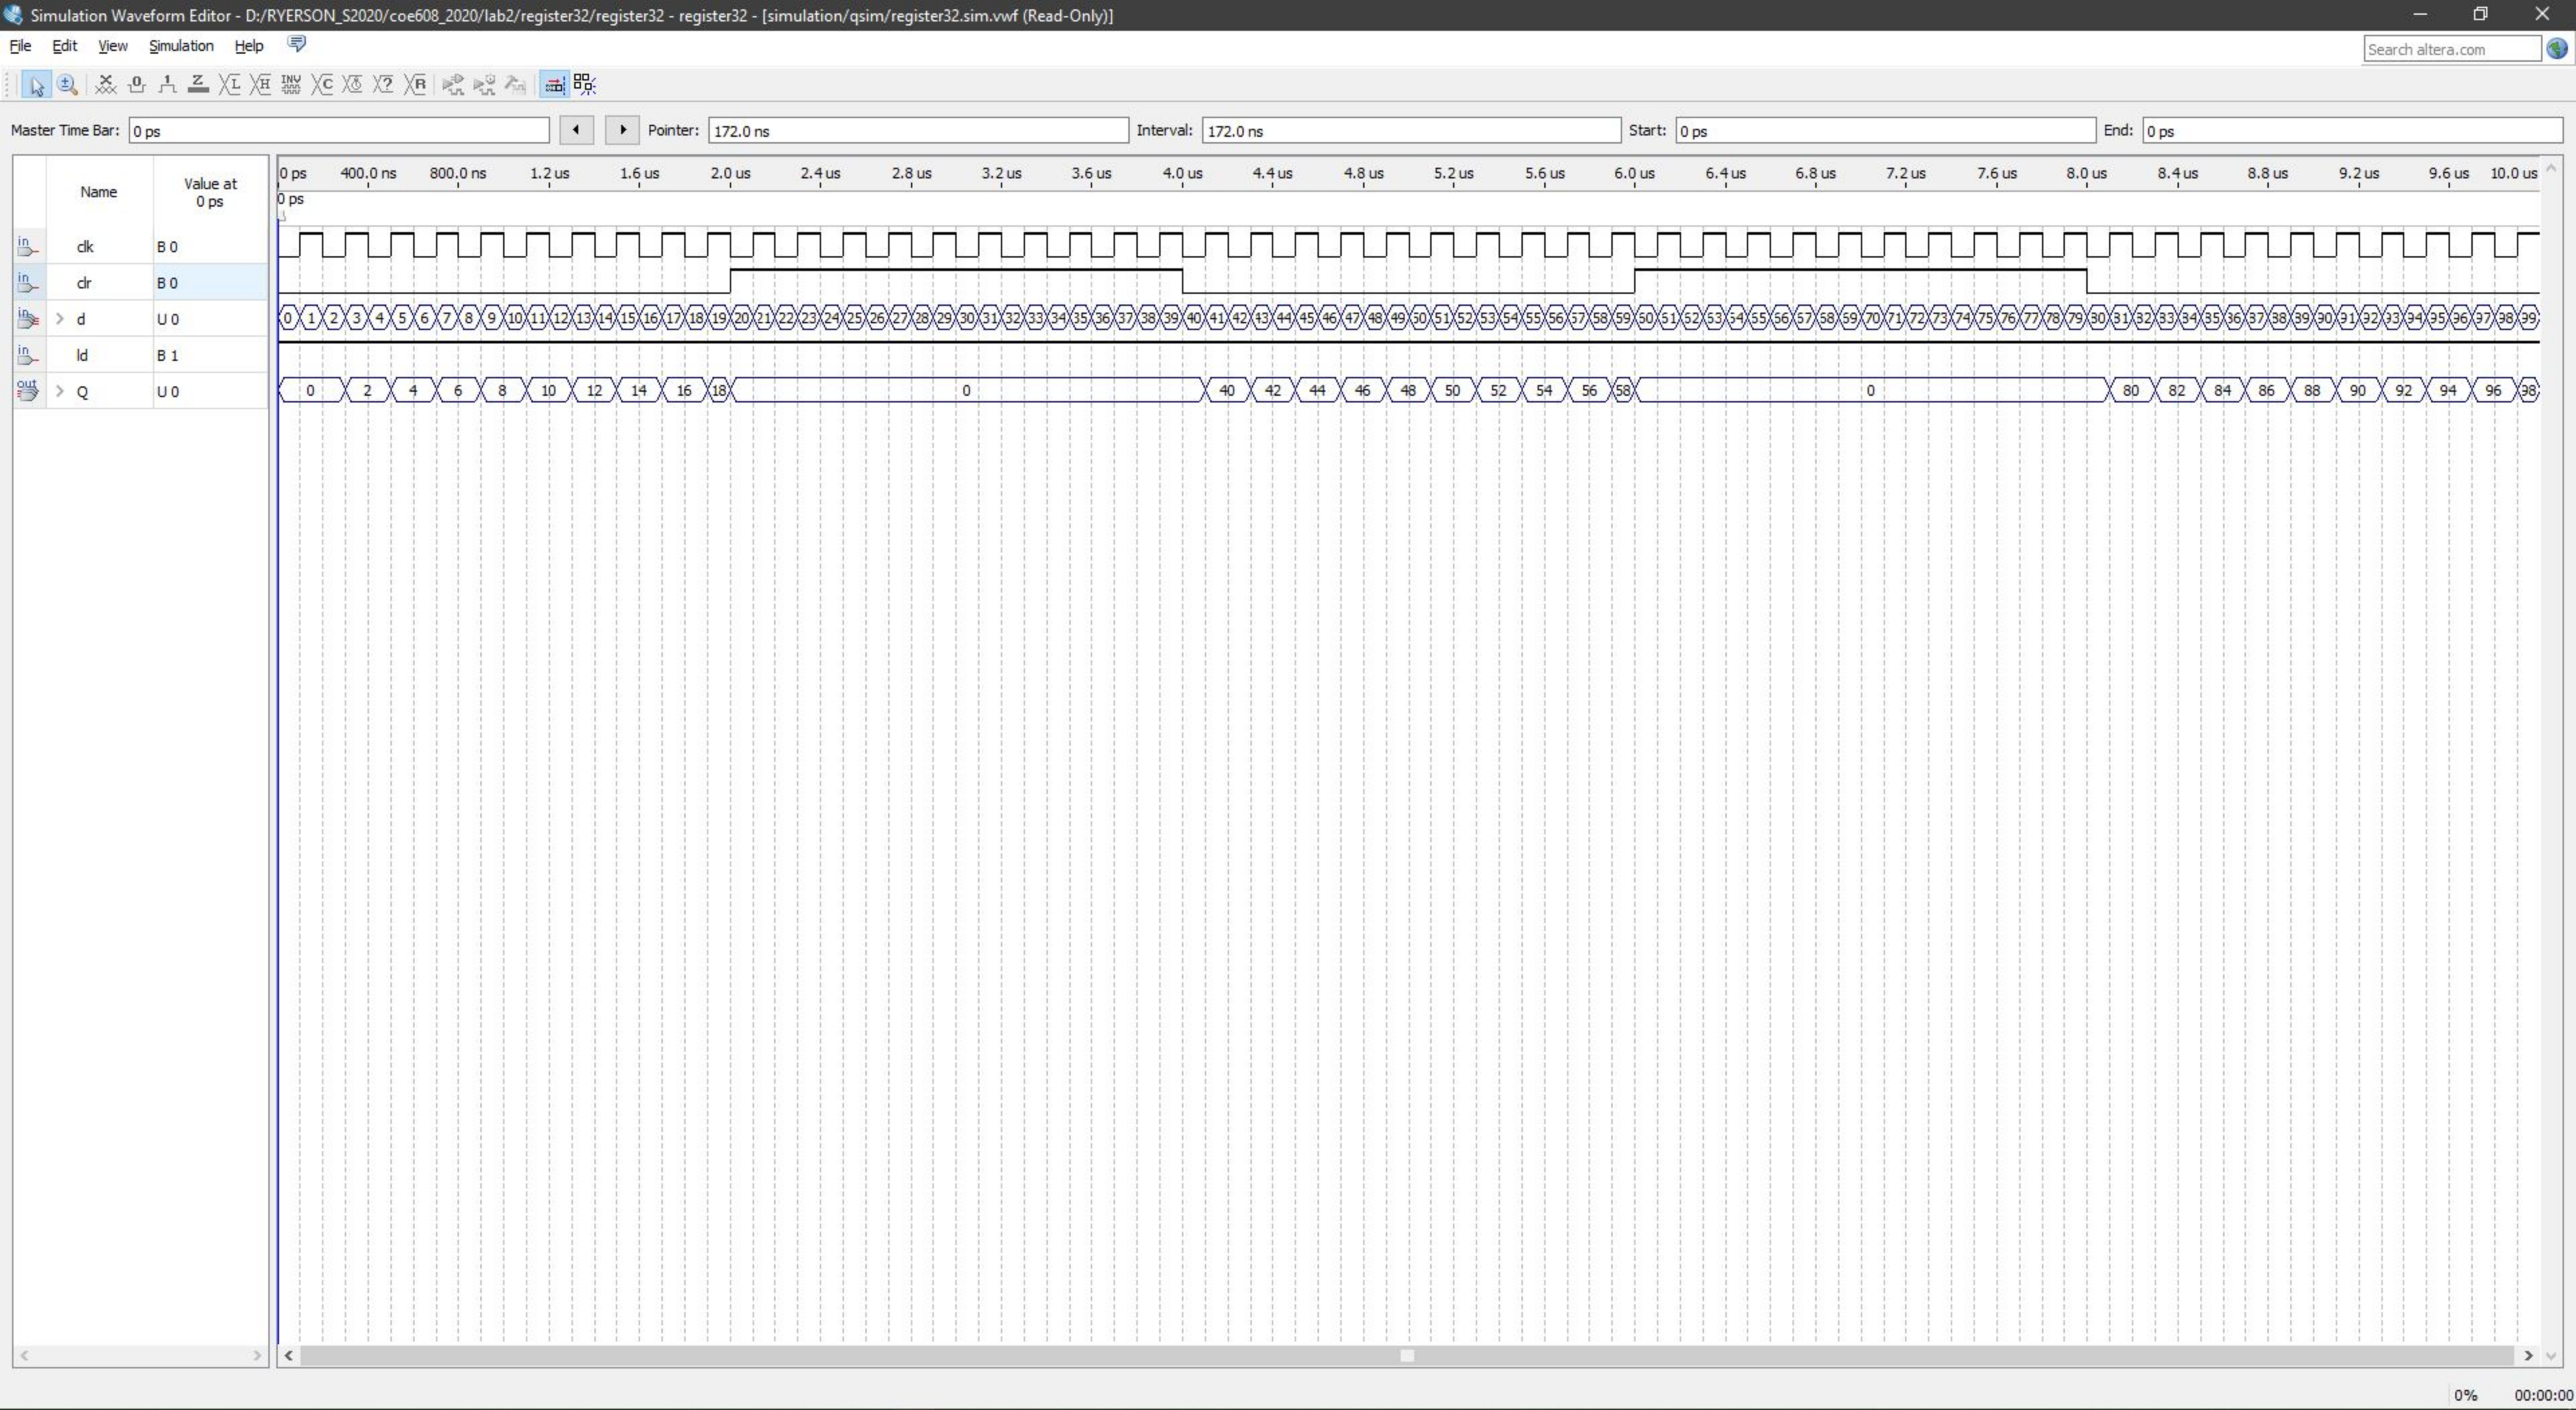 Simulation Waveform Editor - D:/RYERSON_S2020/coe608_2020/lab2/register32/register32 - register32 - [simulation/qsim/register32.sim.vwf (Read-Only)]
File Edit View Simulation Help
Search altera.com
Master Time Bar: 0 ps Pointer: 172.0 ns Interval: 172.0 ns Start: 0 ps End: 0 ps
Name Value at 0 ps
0 ps 400.0 ns 800.0 ns 1.2 us 1.6 us 2.0 us 2.4 us 2.8 us 3.2 us 3.6 us 4.0 us 4.4 us 4.8 us 5.2 us 5.6 us 6.0 us 6.4 us 6.8 us 7.2 us 7.6 us 8.0 us 8.4 us 8.8 us 9.2 us 9.6 us 10.0 us
0 ps
in clk B 0
in clr B 0
in d U 0 0 1 2 3 4 5 6 7 8 9 10 11 12 13 14 15 16 17 18 19 20 21 22 23 24 25 26 27 28 29 30 31 32 33 34 35 36 37 38 39 40 41 42 43 44 45 46 47 48 49 50 51 52 53 54 55 56 57 58 59 60 61 62 63 64 65 66 67 68 69 70 71 72 73 74 75 76 77 78 79 80 81 82 83 84 85 86 87 88 89 90 91 92 93 94 95 96 97 98 99
in ld B 1
out Q U 0 0 2 4 6 8 10 12 14 16 18 0 40 42 44 46 48 50 52 54 56 58 0 80 82 84 86 88 90 92 94 96 98
0% 00:00:00